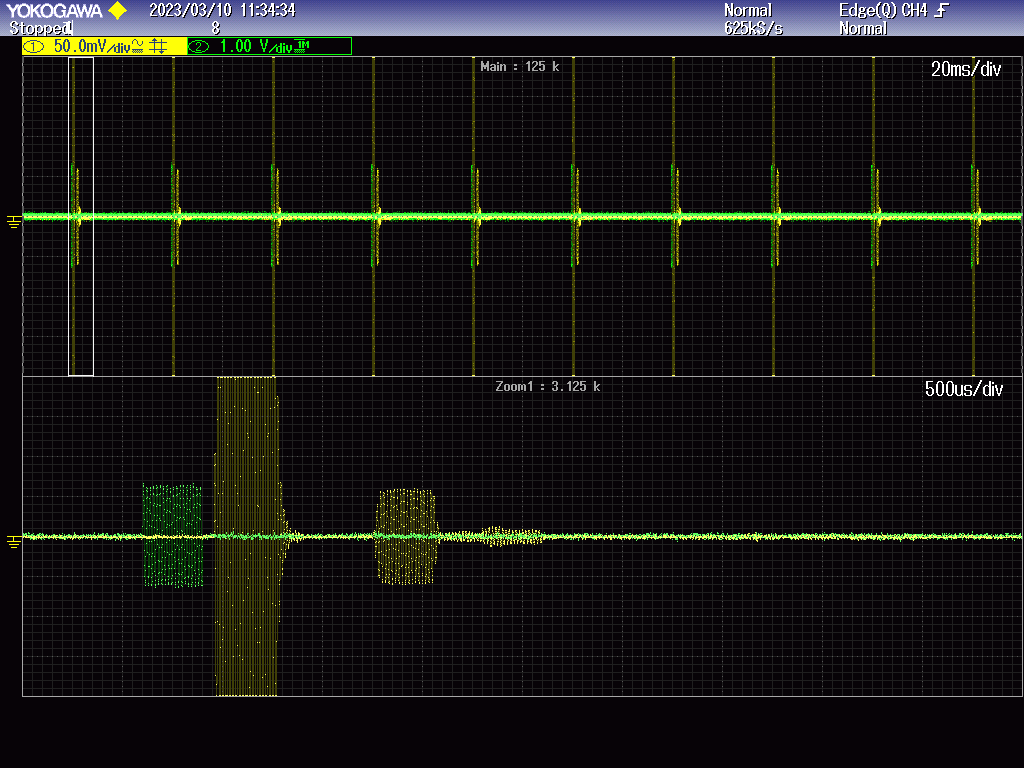 YOKOGAWA 2023/03/10 11:34:34 Normal Edge(Q) CH4
Stopped 8 625kS/s Normal
1 50.0mV/div 2 1.00 V/div 1M
Main : 125 k 20ms/div
Zoom1 : 3.125 k 500us/div